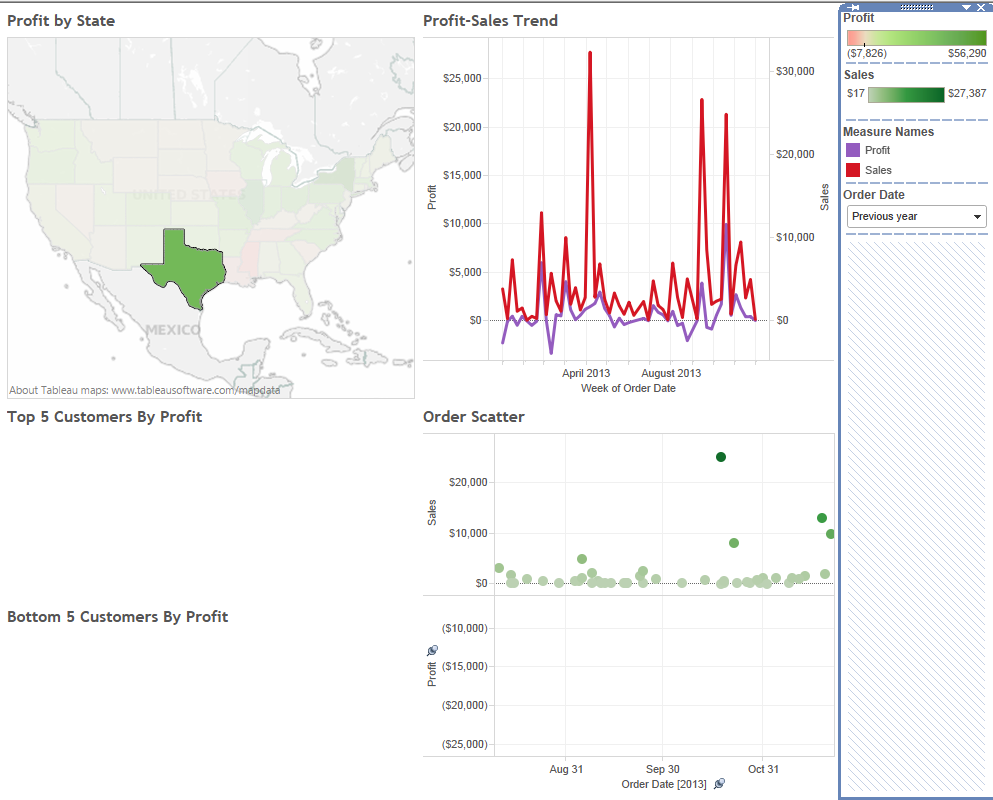 Profit by State
UNITED STATES
MEXICO
About Tableau maps: www.tableausoftware.com/mapdata
Profit-Sales Trend
Profit
$25,000
$20,000
$15,000
$10,000
$5,000
$0
$30,000
$20,000
$10,000
$0
Sales
April 2013
August 2013
Week of Order Date
Top 5 Customers By Profit
Bottom 5 Customers By Profit
Order Scatter
Sales
$20,000
$10,000
$0
Profit
($10,000)
($15,000)
($20,000)
($25,000)
Aug 31
Sep 30
Oct 31
Order Date [2013]
Profit
($7,826)
$56,290
Sales
$17
$27,387
Measure Names
Profit
Sales
Order Date
Previous year